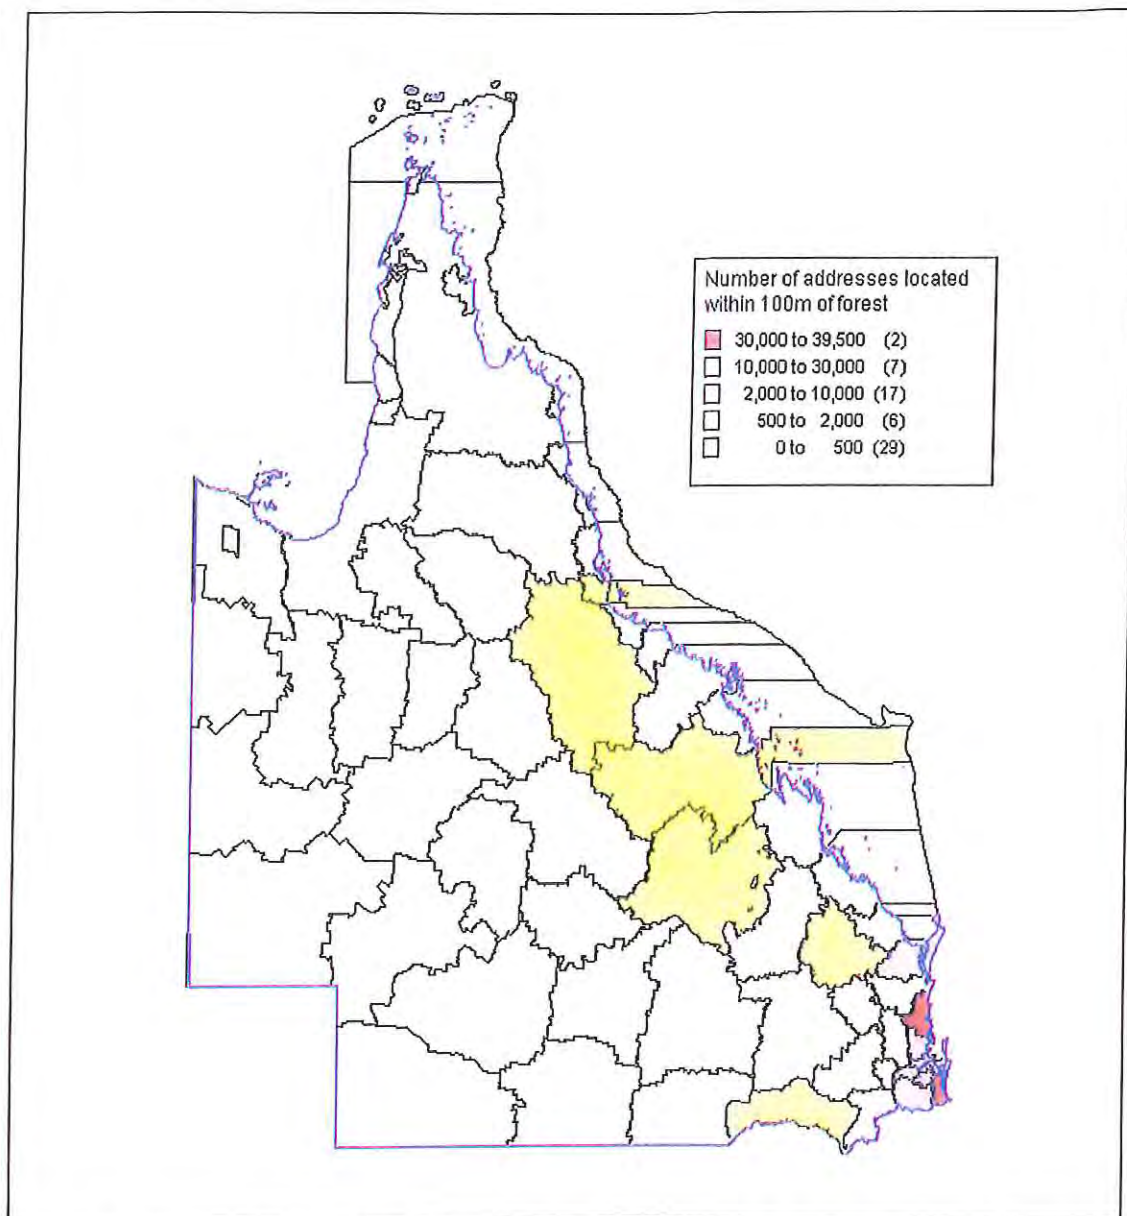 Number of addresses located
within 100m of forest
30,000 to 39,500 (2)
10,000 to 30,000 (7)
2,000 to 10,000 (17)
500 to 2,000 (6)
0 to 500 (29)